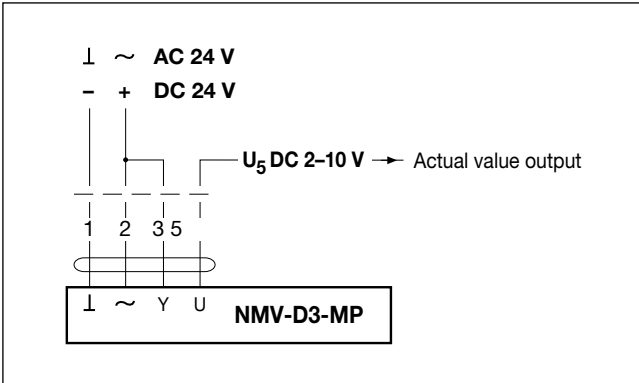 ⊥ ~ AC 24 V
– + DC 24 V
U5 DC 2–10 V → Actual value output
1 2 3 5
⊥ ~ Y U NMV-D3-MP